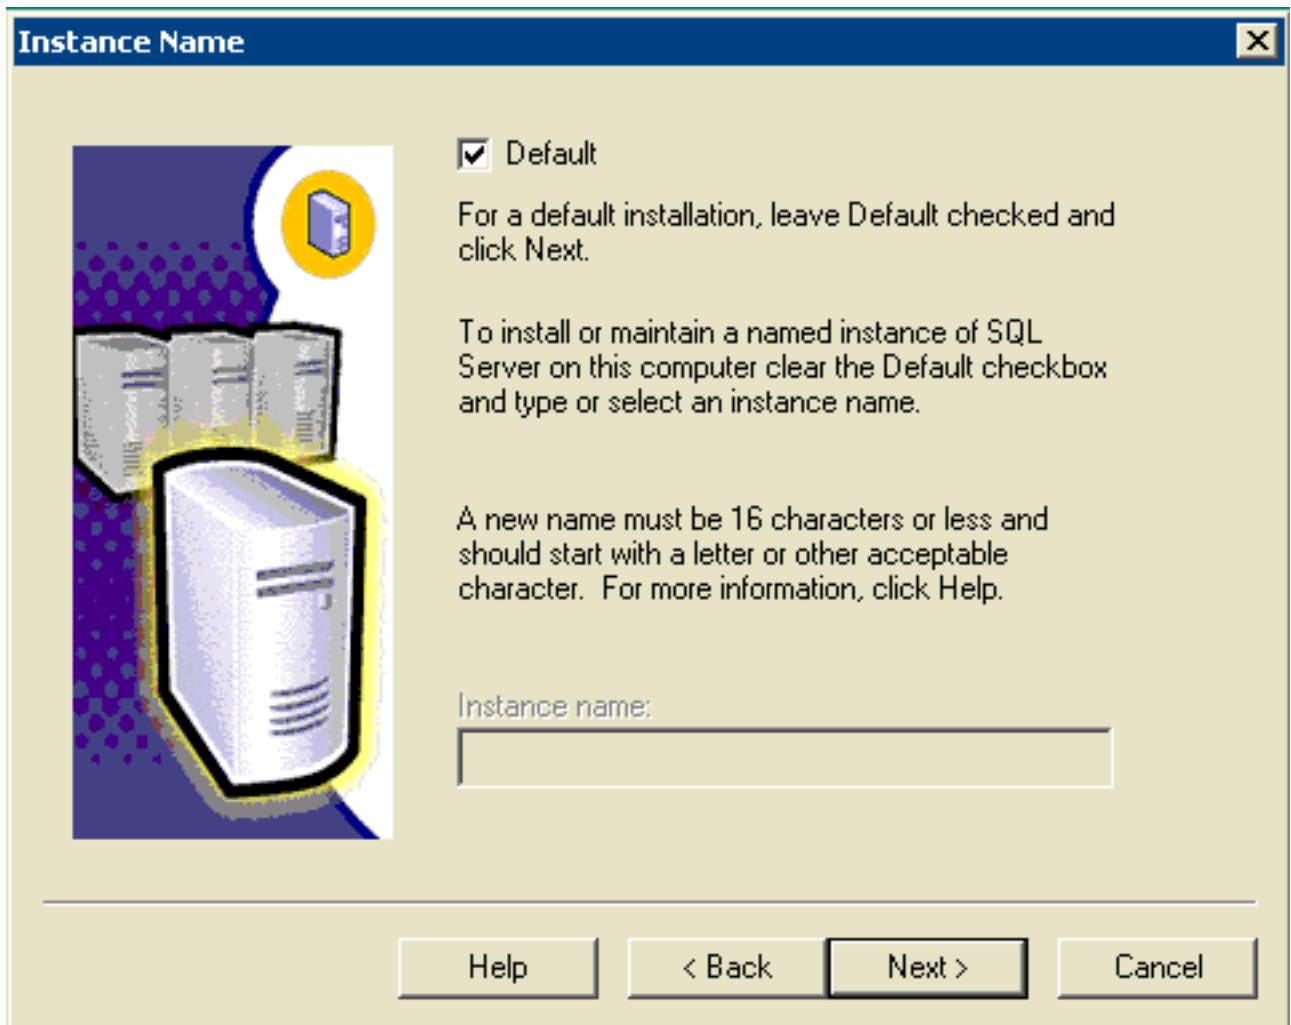 Instance Name
Default
For a default installation, leave Default checked and
click Next.
To install or maintain a named instance of SQL
Server on this computer clear the Default checkbox
and type or select an instance name.
A new name must be 16 characters or less and
should start with a letter or other acceptable
character.  For more information, click Help.
Instance name:
Help
< Back
Next >
Cancel